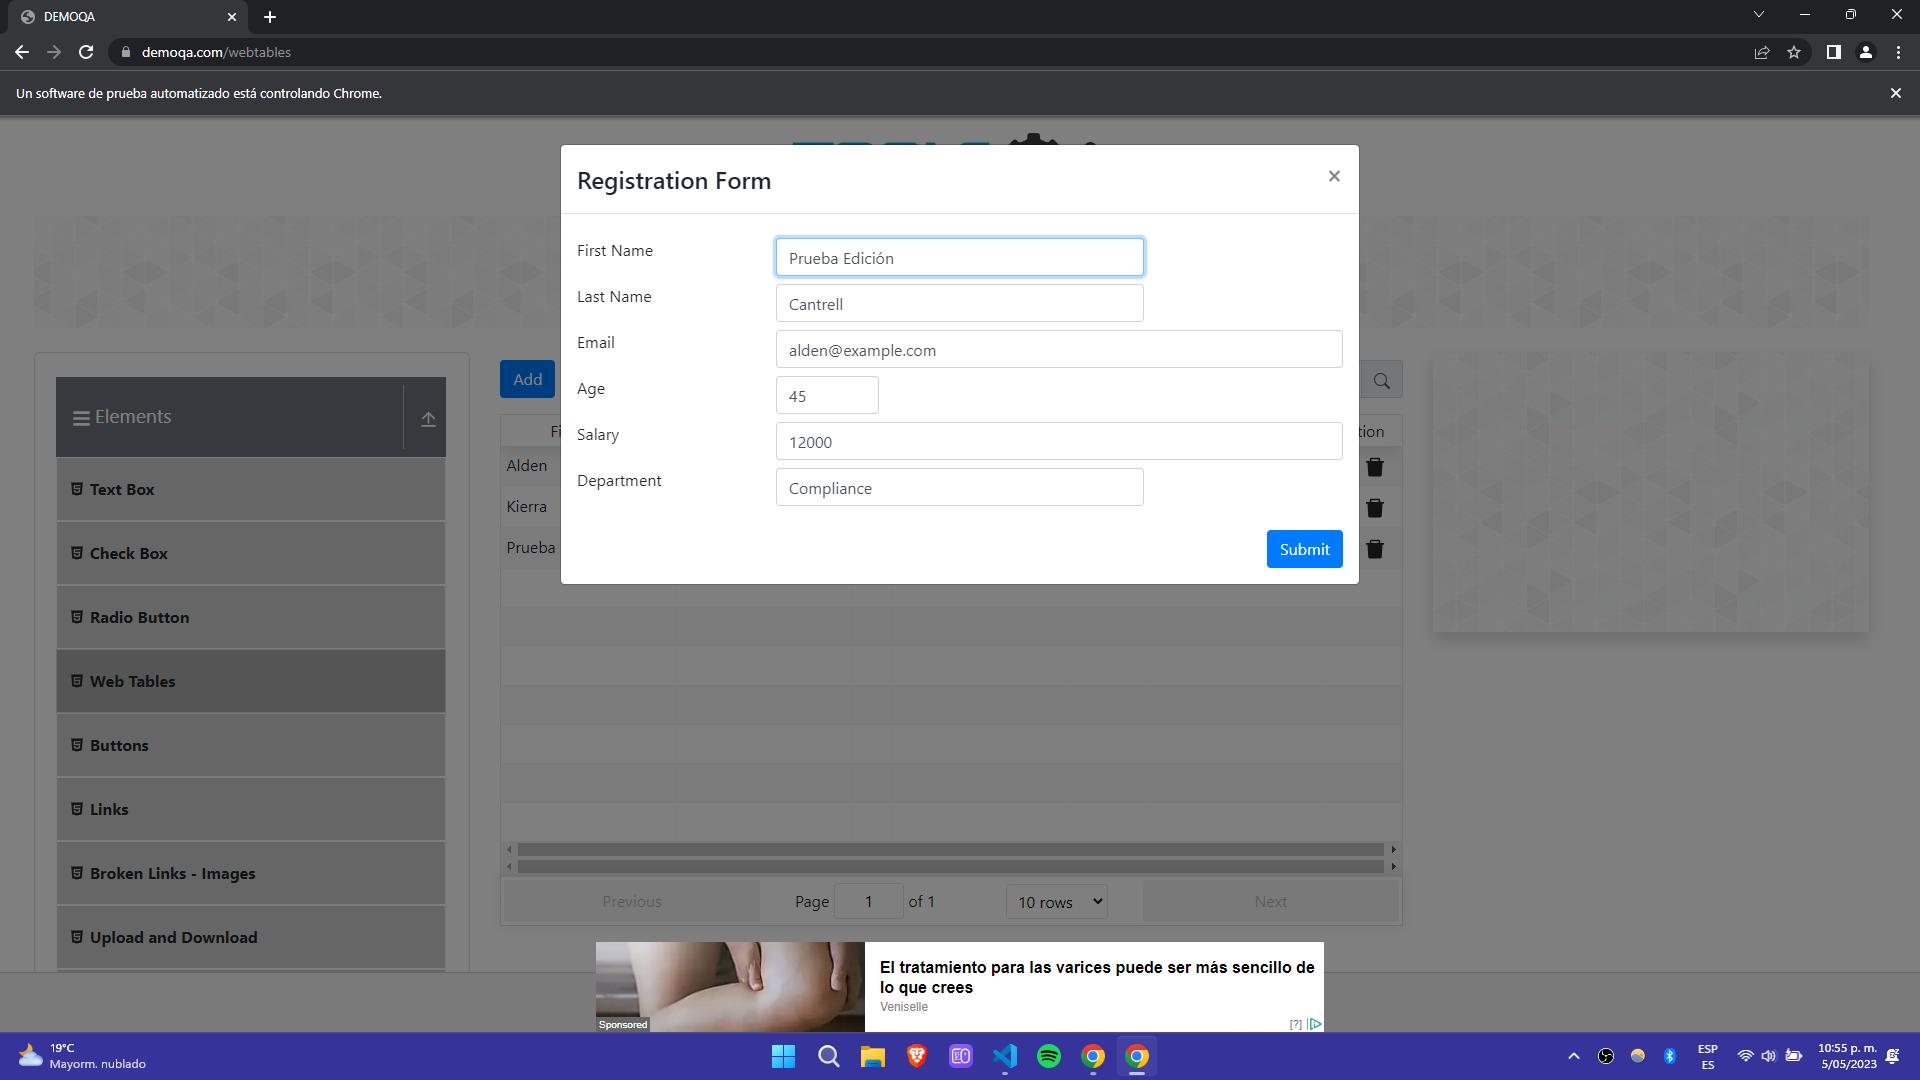 DEMOQA
demoqa.com/webtables
Un software de prueba automatizado está controlando Chrome.
Registration Form
×
First Name
Prueba Edición
Last Name
Cantrell
Email
alden@example.com
Age
45
Salary
12000
Department
Compliance
Submit
Elements
Text Box
Check Box
Radio Button
Web Tables
Buttons
Links
Broken Links - Images
Upload and Download
Add
Fi
tion
Alden
Kierra
Prueba
Previous
Page 1 of 1
10 rows
Next
El tratamiento para las varices puede ser más sencillo de
lo que crees
Veniselle
Sponsored
[?]
19°C
Mayorm. nublado
ESP
ES
10:55 p. m.
5/05/2023